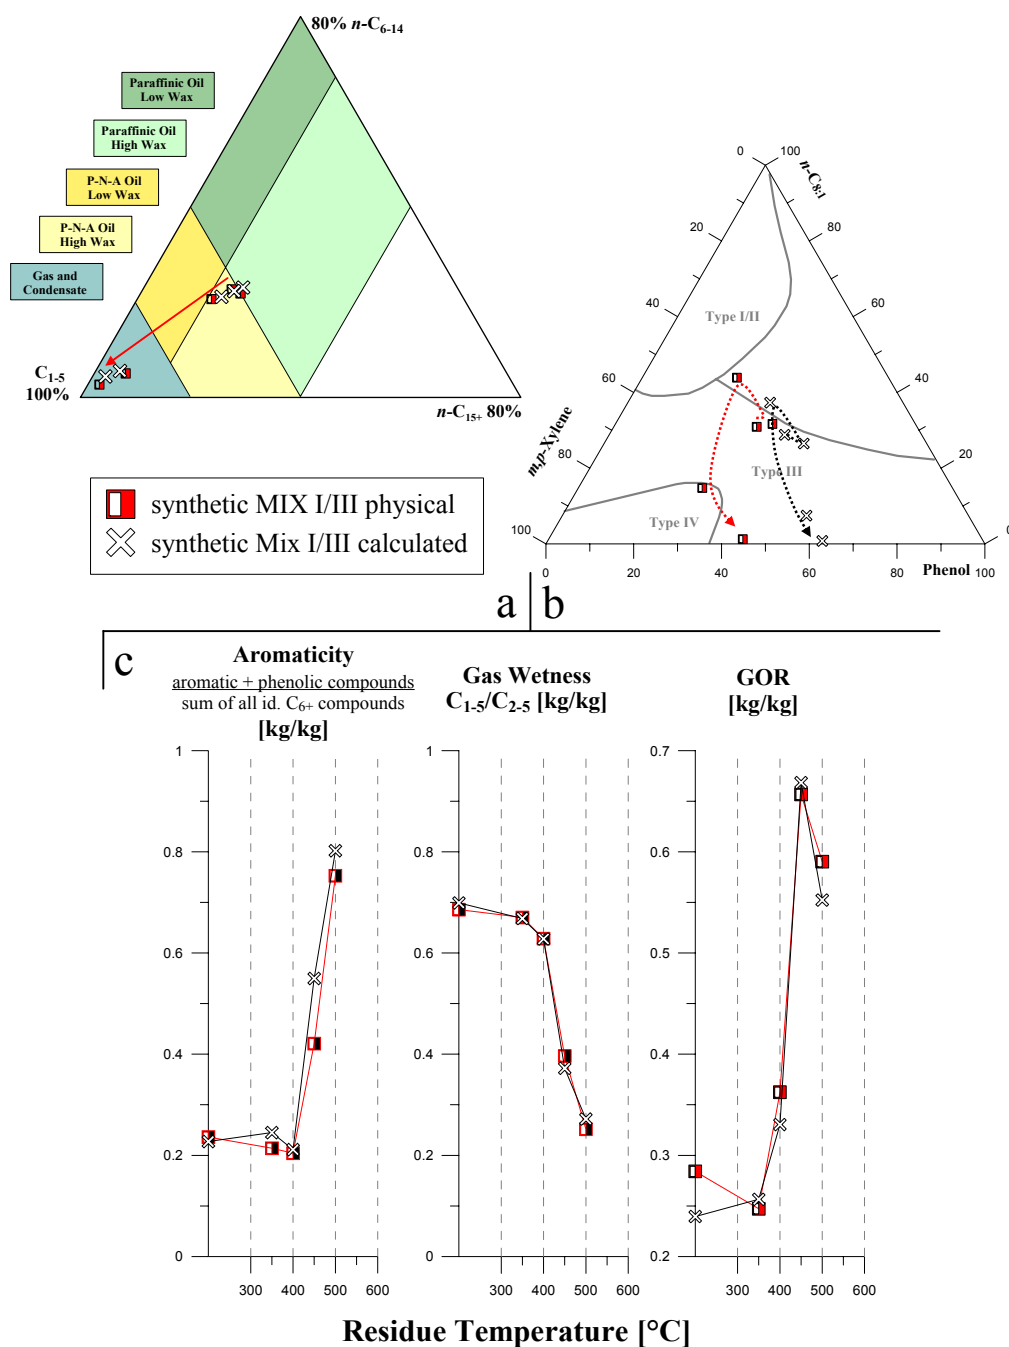 80% n-C6-14
Paraffinic Oil
Low Wax
Paraffinic Oil
High Wax
P-N-A Oil
Low Wax
P-N-A Oil
High Wax
Gas and
Condensate
C1-5
100%
n-C15+ 80%
synthetic MIX I/III physical
synthetic Mix I/III calculated
0
100
n-C8:1
20
80
40
60
Type I/II
60
40
m,p-Xylene
80
20
Type III
Type IV
100
0
0
20
40
60
80
100
Phenol
a
b
c
Aromaticity
aromatic + phenolic compounds
sum of all id. C6+ compounds
[kg/kg]
Gas Wetness
C1-5/C2-5 [kg/kg]
GOR
[kg/kg]
1
0.8
0.6
0.4
0.2
0
300 400 500 600
1
0.8
0.6
0.4
0.2
0
300 400 500 600
0.7
0.6
0.5
0.4
0.3
0.2
300 400 500 600
Residue Temperature [°C]